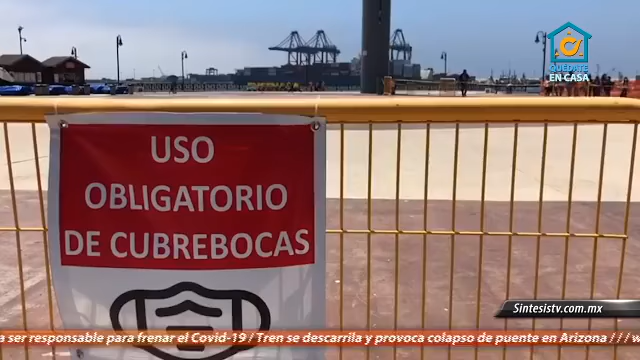 QUÉDATE
EN CASA
USO
OBLIGATORIO
DE CUBREBOCAS
Sintesistv.com.mx
a ser responsable para frenar el Covid-19 / Tren se descarrila y provoca colapso de puente en Arizona / / /